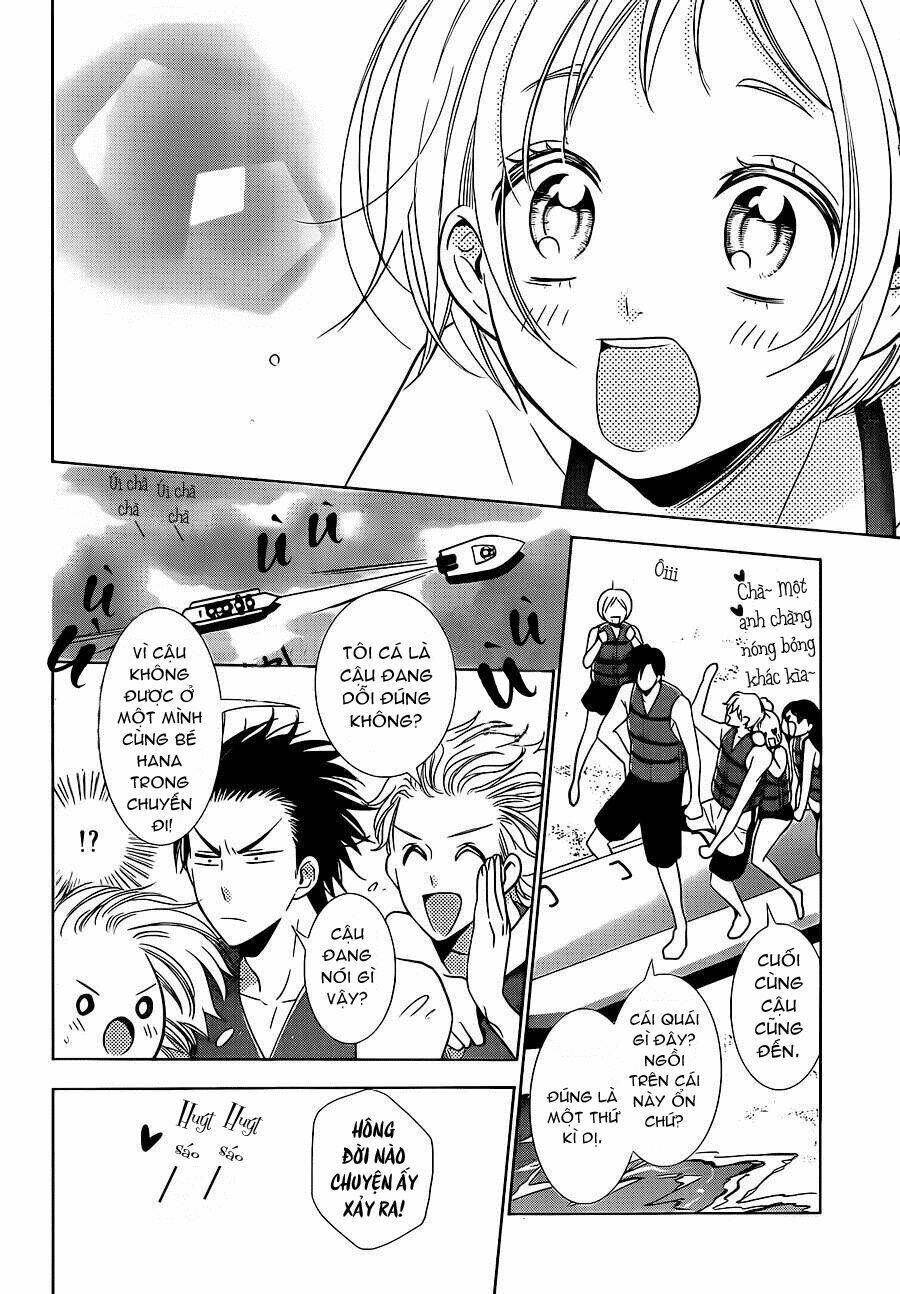 Ôiii
Chà~ Một
anh chàng
nóng bỏng
khác kìa~
CUỐI
CÙNG
CẬU
CŨNG
ĐẾN.
CÁI QUÁI
GÌ ĐÂY?
NGỒI
TRÊN CÁI
NÀY ỔN
CHỨ?
ĐÚNG LÀ
MỘT THỨ
KÌ DỊ.
Úi chà
chà
Úi chà
chà
Ù
Ù
Ù
Ù
Ù
Ù
TÔI CÁ LÀ
CẬU ĐANG
DỖI ĐÚNG
KHÔNG?
VÌ CẬU
KHÔNG
ĐƯỢC Ở
MỘT MÌNH
CÙNG BÉ
HANA
TRONG
CHUYẾN
ĐI!
!?
CẬU
ĐANG
NÓI GÌ
VẬY?
HÔNG
ĐỜI NÀO
CHUYỆN ẤY
XẢY RA!
Huýt
sáo
Huýt
sáo